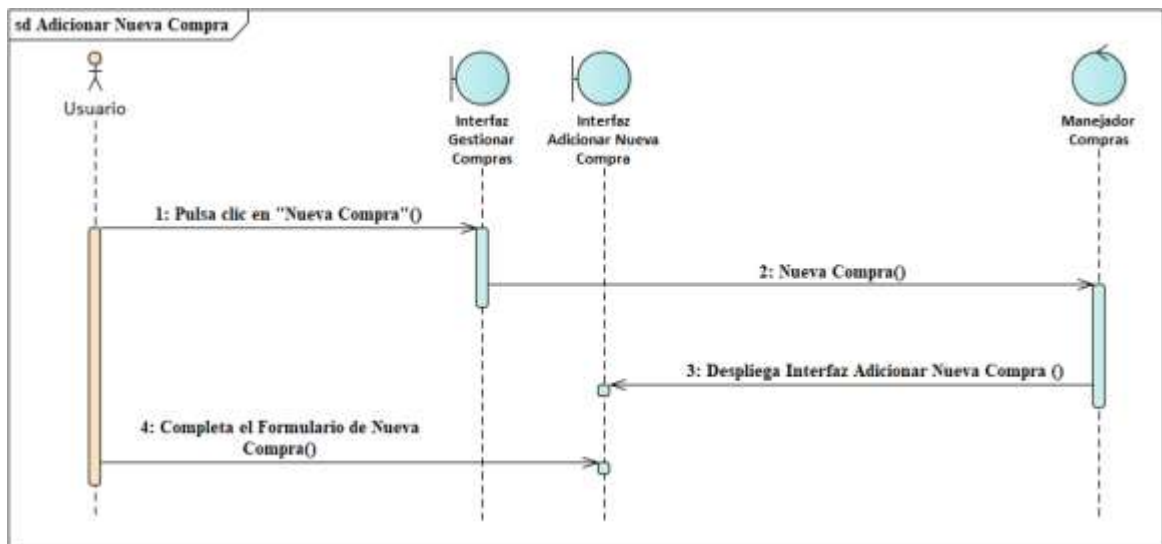 sd Adicionar Nueva Compra
Usuario
Interfaz
Gestionar
Compras
Interfaz
Adicionar Nueva
Compra
Manejador
Compras
1: Pulsa clic en "Nueva Compra"()
2: Nueva Compra()
3: Despliega Interfaz Adicionar Nueva Compra ()
4: Completa el Formulario de Nueva
Compra()